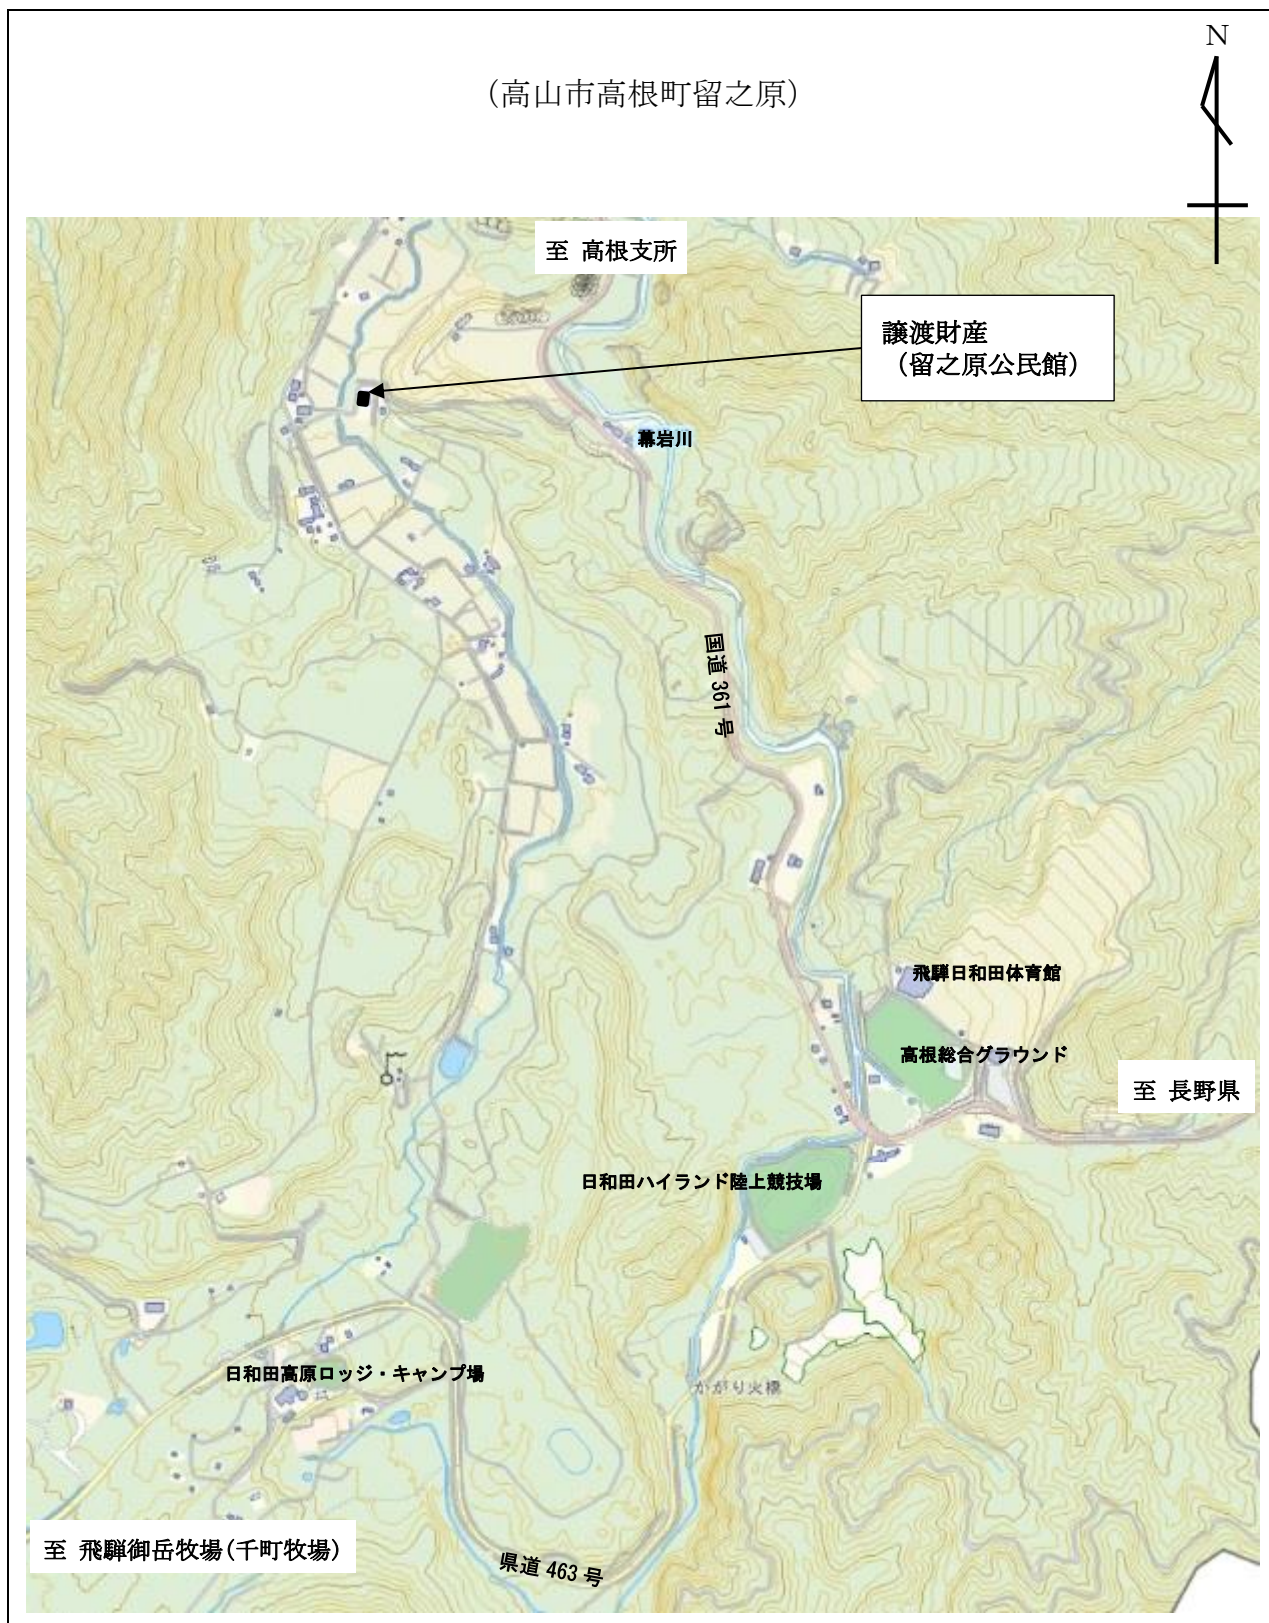 N
（高山市高根町留之原）
至 高根支所
譲渡財産
（留之原公民館）
幕岩川
国道 361 号
飛騨日和田体育館
高根総合グラウンド
至 長野県
日和田ハイランド陸上競技場
日和田高原ロッジ・キャンプ場
かがり火橋
至 飛騨御岳牧場(千町牧場)
県道 463 号